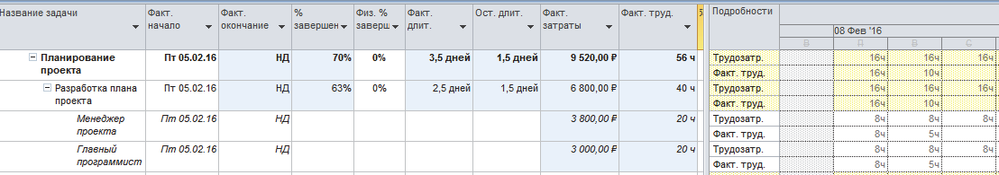 Название задачи Факт. начало Факт. окончание % завершен Физ. % заверш Факт. длит. Ост. длит. Факт. затраты Факт. труд. Подробности
08 Фев '16
В П В С
Планирование проекта Пт 05.02.16 НД 70% 0% 3,5 дней 1,5 дней 9 520,00 ₽ 56 ч Трудозатр. 16ч 16ч 16ч
Факт. труд. 16ч 10ч
Разработка плана проекта Пт 05.02.16 НД 63% 0% 2,5 дней 1,5 дней 6 800,00 ₽ 40 ч Трудозатр. 16ч 16ч 16ч
Факт. труд. 16ч 10ч
Менеджер проекта Пт 05.02.16 НД 3 800,00 ₽ 20 ч Трудозатр. 8ч 8ч 8ч
Факт. труд. 8ч 5ч
Главный программист Пт 05.02.16 НД 3 000,00 ₽ 20 ч Трудозатр. 8ч 8ч 8ч
Факт. труд. 8ч 5ч